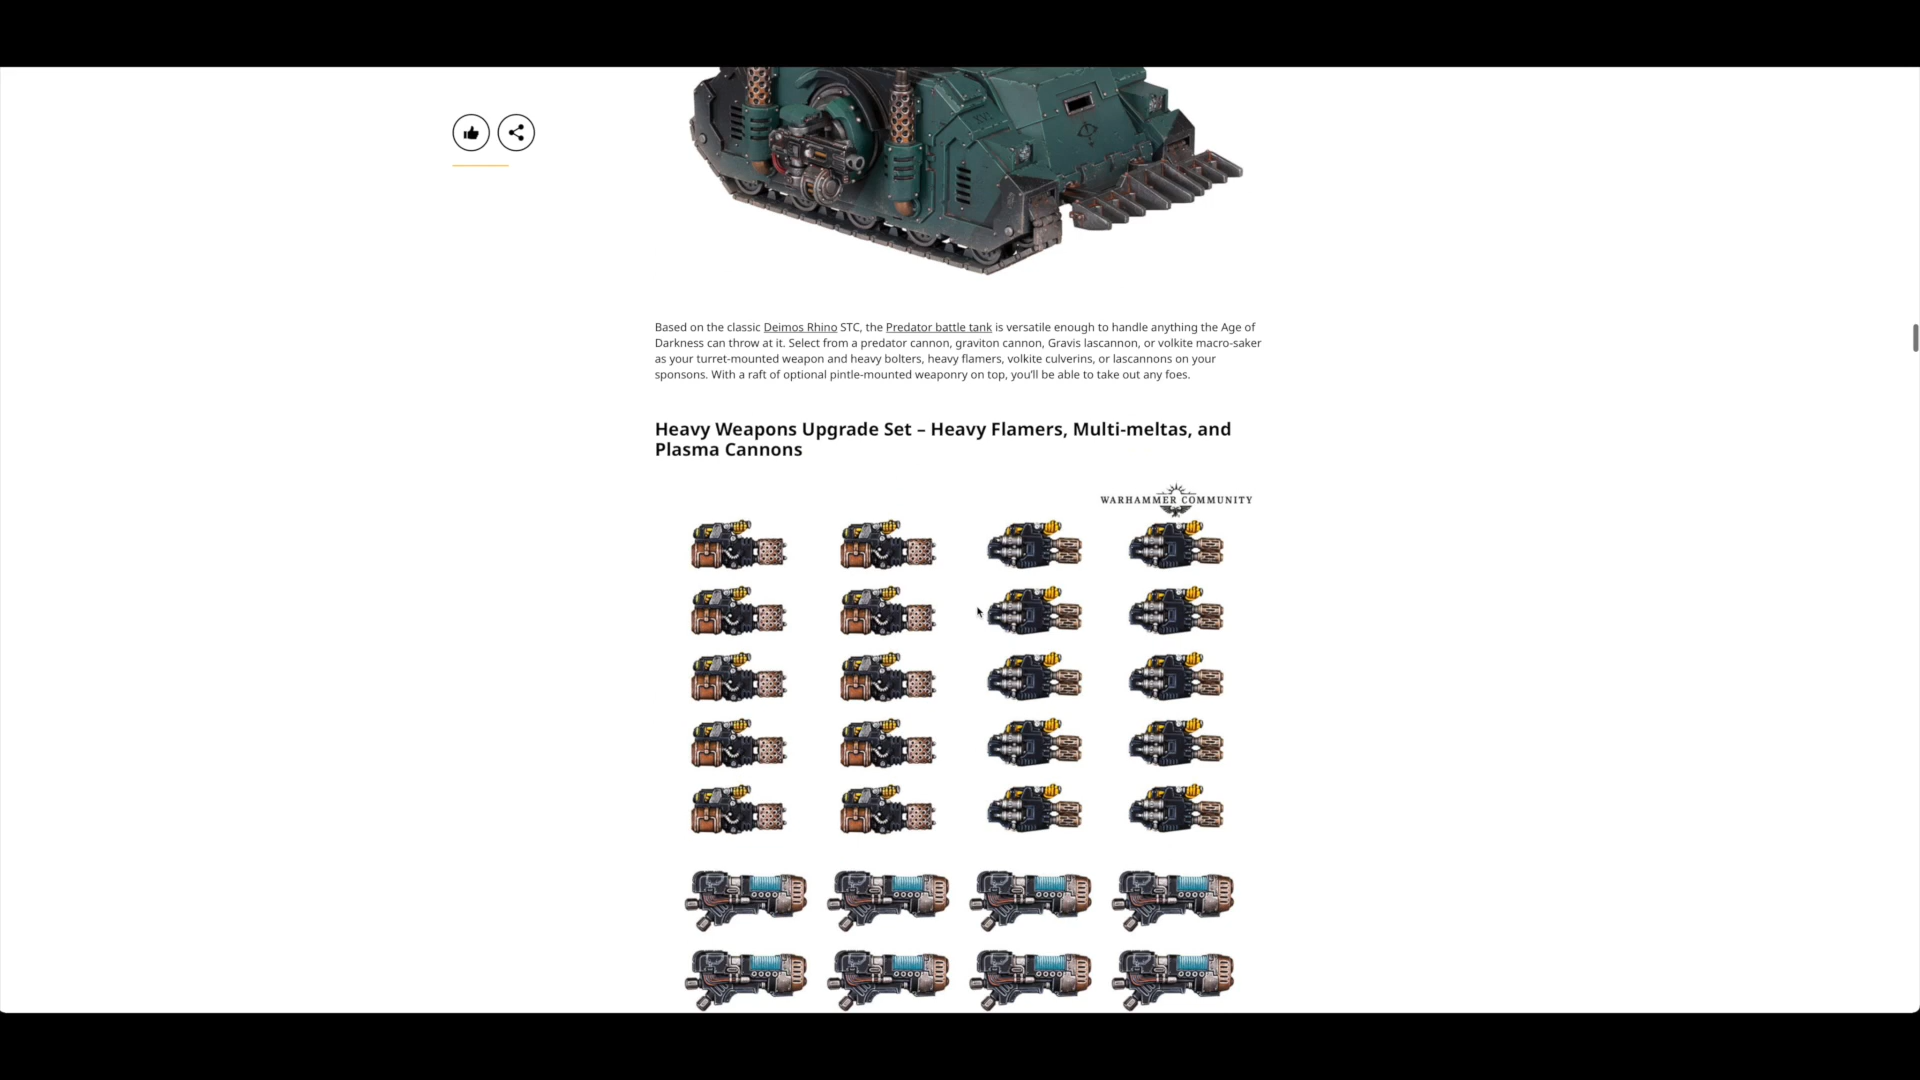 Based on the classic Deimos Rhino STC, the Predator battle tank is versatile enough to handle anything the Age of
Darkness can throw at it. Select from a predator cannon, graviton cannon, Gravis lascannon, or volkite macro-saker
as your turret-mounted weapon and heavy bolters, heavy flamers, volkite culverins, or lascannons on your
sponsons. With a raft of optional pintle-mounted weaponry on top, you'll be able to take out any foes.
Heavy Weapons Upgrade Set – Heavy Flamers, Multi-meltas, and
Plasma Cannons
WARHAMMER COMMUNITY